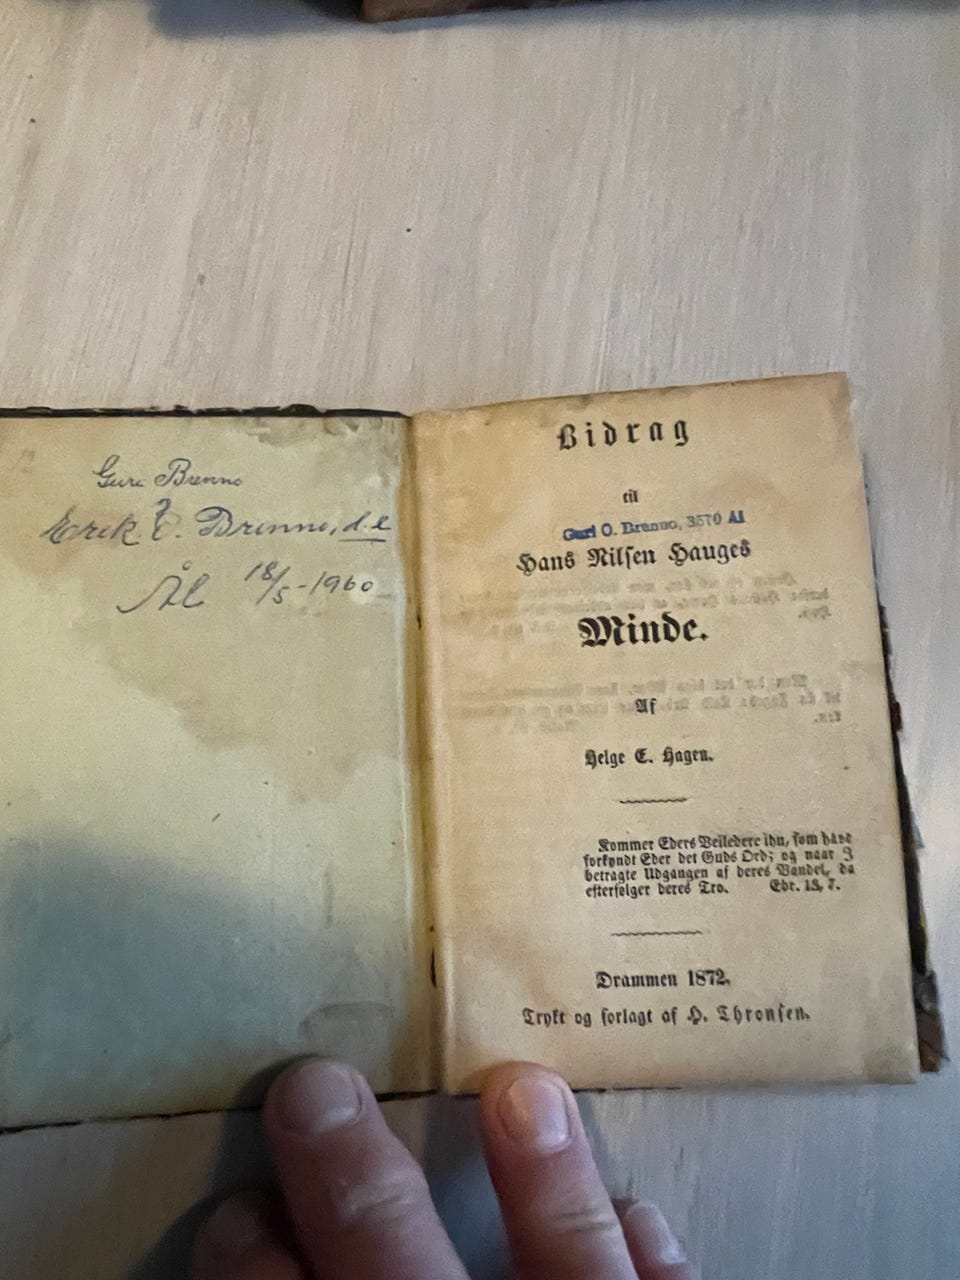 Guri Brenno
Erik O. Brenno, d.e
Ål 18/5-1960
Bidrag
til
Guri O. Brenno, 3570 Ål
Hans Nilsen Hauges
Minde.
Af
Helge E. Hagen.
Kommer Eders Veiledere ihu, som have
forkyndt Eder det Guds Ord; og naar I
betragte Udgangen af deres Vandel, da
efterfølger deres Tro. Ebr. 13, 7.
Drammen 1872.
Trykt og forlagt af H. Thronsen.